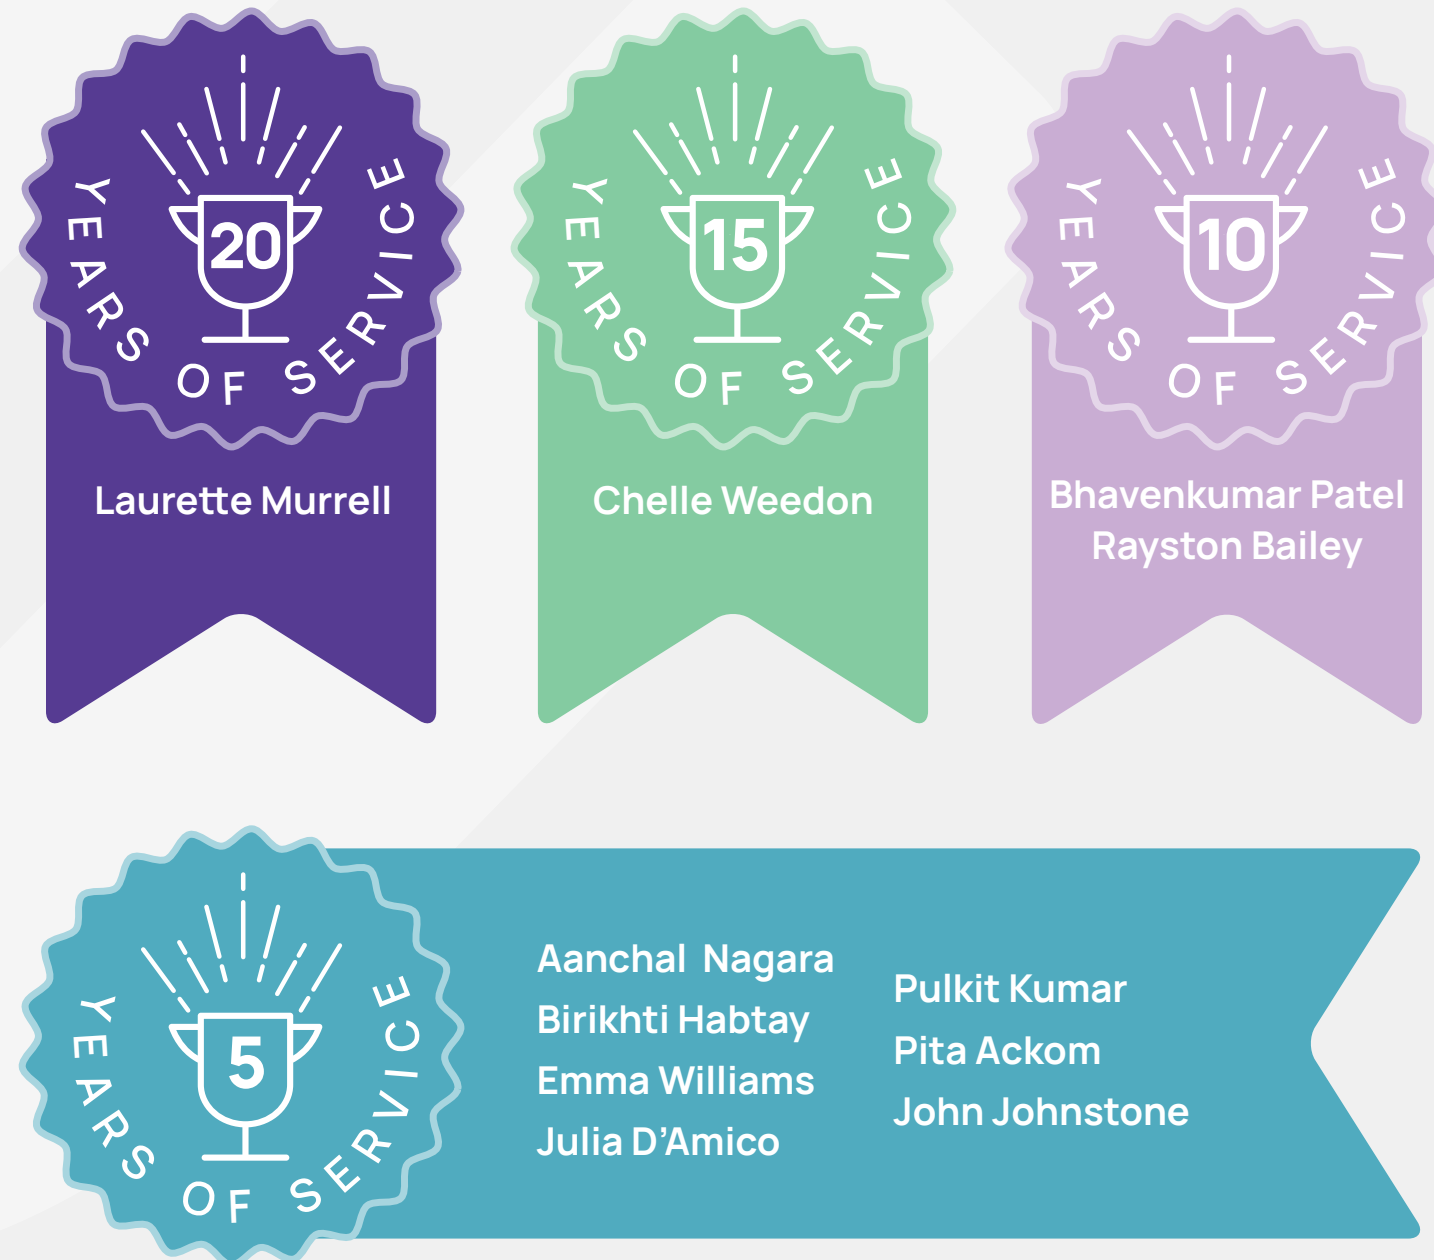 20
YEARS OF SERVICE
Laurette Murrell
15
YEARS OF SERVICE
Chelle Weedon
10
YEARS OF SERVICE
Bhavenkumar Patel
Rayston Bailey
5
YEARS OF SERVICE
Aanchal  Nagara
Birikhti Habtay
Emma Williams
Julia D’Amico
Pulkit Kumar
Pita Ackom
John Johnstone